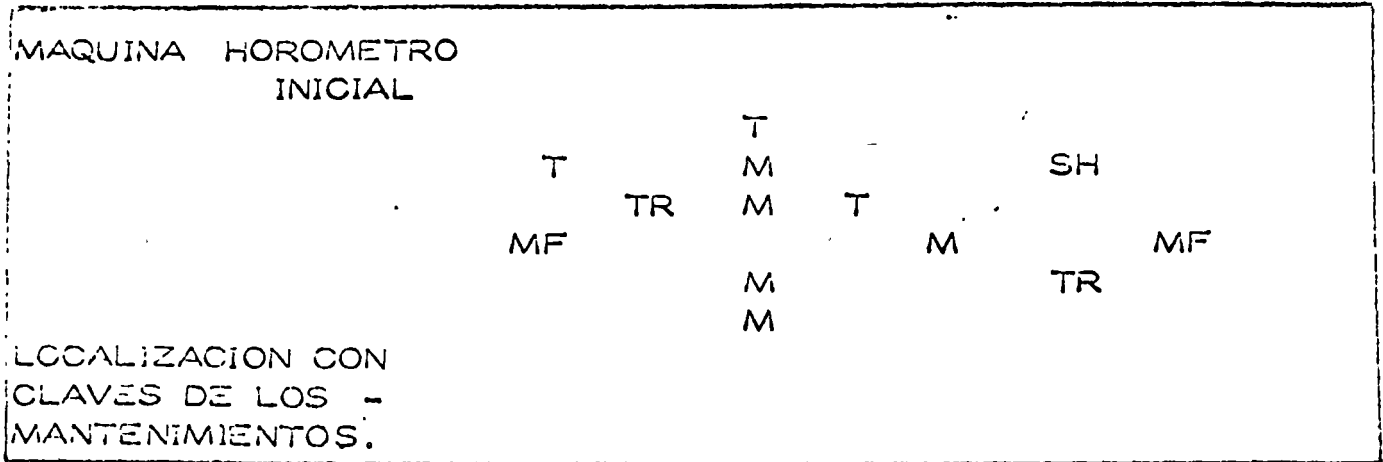 MAQUINA HOROMETRO
INICIAL
T
T M SH
TR M T
MF M MF
M TR
M
LOCALIZACION CON
CLAVES DE LOS -
MANTENIMIENTOS.